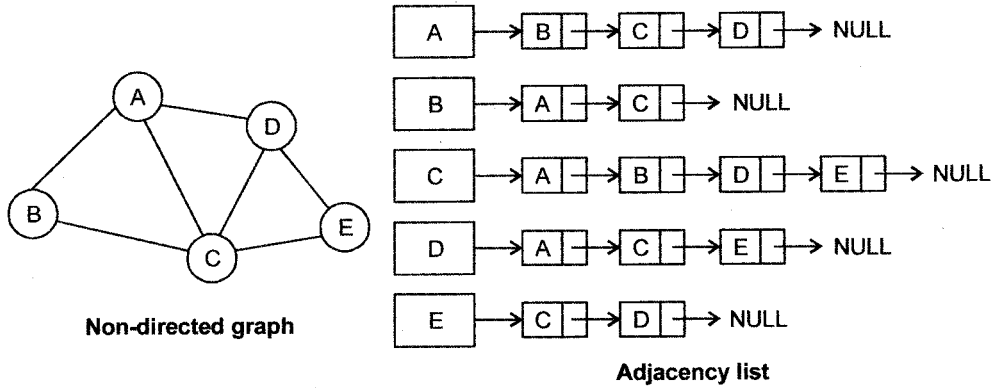 A
D
B
E
C
Non-directed graph
A B C D NULL
B A C NULL
C A B D E NULL
D A C E NULL
E C D NULL
Adjacency list